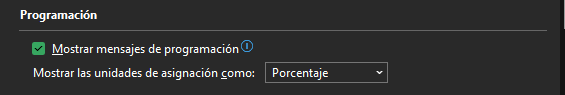 Programación
Mostrar mensajes de programación
Mostrar las unidades de asignación como: Porcentaje